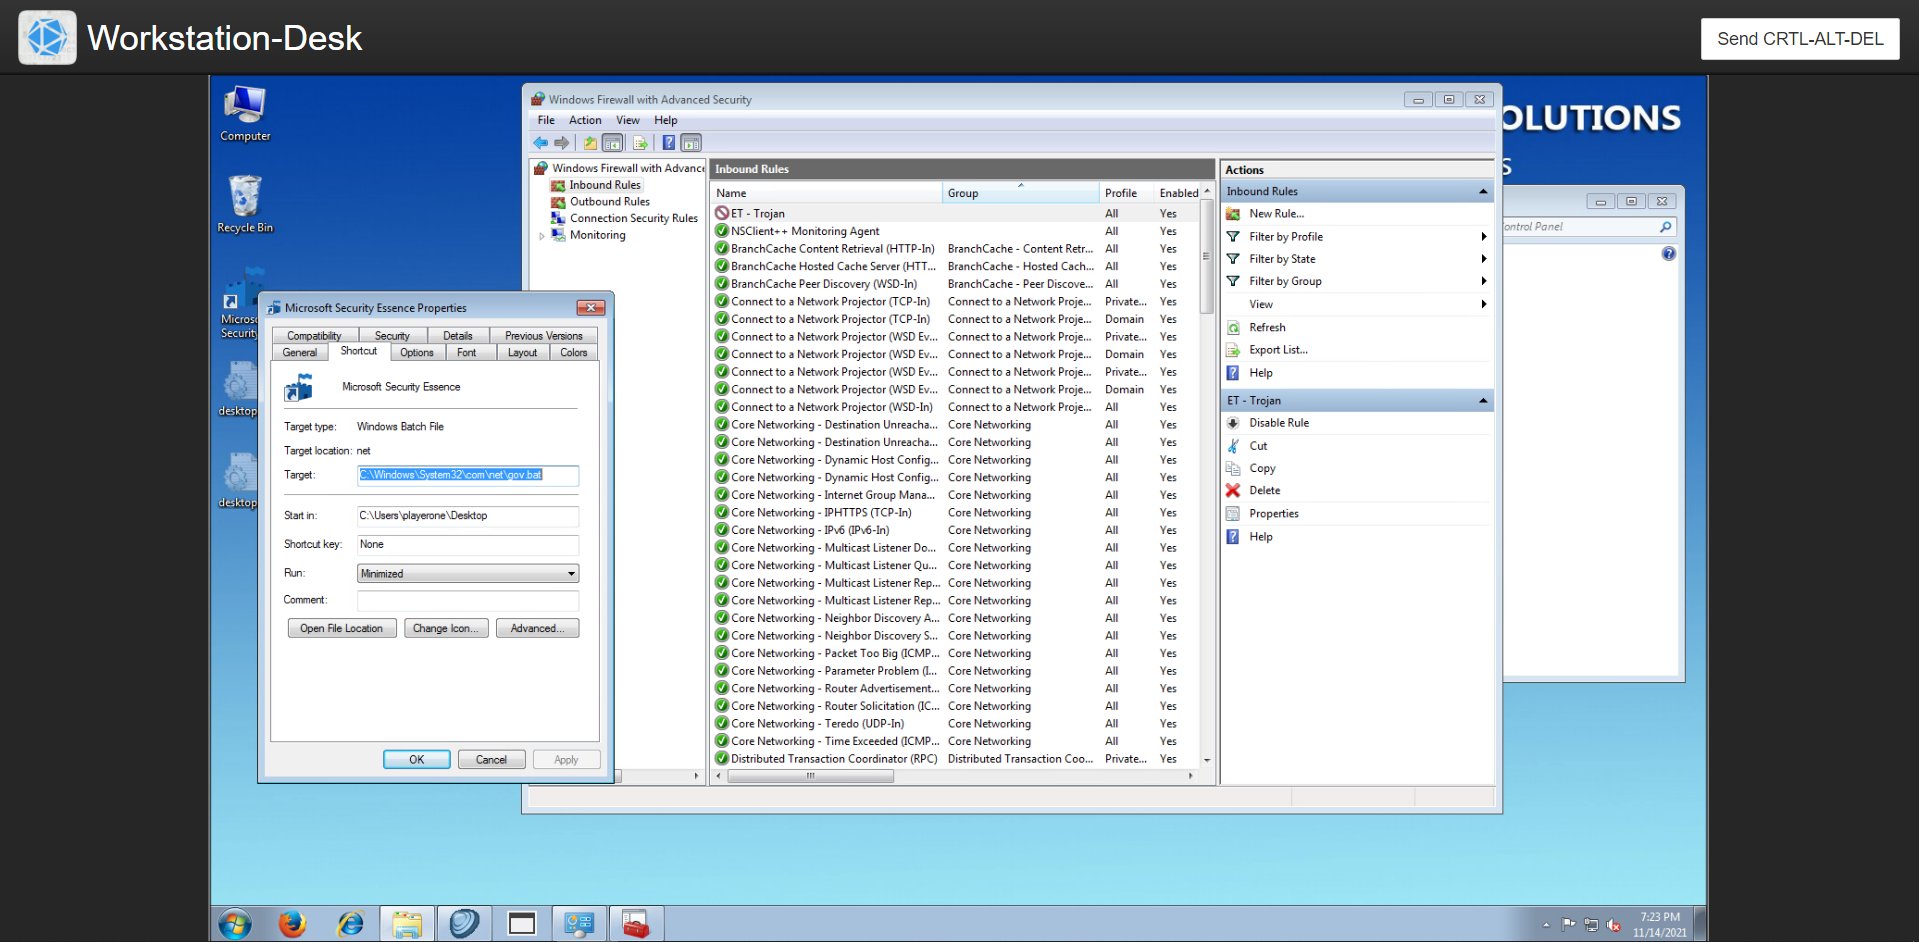 Workstation-Desk
Send CRTL-ALT-DEL
Computer
Recycle Bin
Security
desktop
desktop
OLUTIONS
S
ontrol Panel
Windows Firewall with Advanced Security
File Action View Help
Windows Firewall with Advance
Inbound Rules
Outbound Rules
Connection Security Rules
Monitoring
Inbound Rules
Name Group Profile Enabled
ET - Trojan All Yes
NSClient++ Monitoring Agent All Yes
BranchCache Content Retrieval (HTTP-In) BranchCache - Content Retr... All Yes
BranchCache Hosted Cache Server (HTT... BranchCache - Hosted Cach... All Yes
BranchCache Peer Discovery (WSD-In) BranchCache - Peer Discove... All Yes
Connect to a Network Projector (TCP-In) Connect to a Network Proje... Private... Yes
Connect to a Network Projector (TCP-In) Connect to a Network Proje... Domain Yes
Connect to a Network Projector (WSD Ev... Connect to a Network Proje... Private... Yes
Connect to a Network Projector (WSD Ev... Connect to a Network Proje... Domain Yes
Connect to a Network Projector (WSD Ev... Connect to a Network Proje... Private... Yes
Connect to a Network Projector (WSD Ev... Connect to a Network Proje... Domain Yes
Connect to a Network Projector (WSD-In) Connect to a Network Proje... All Yes
Core Networking - Destination Unreacha... Core Networking All Yes
Core Networking - Destination Unreacha... Core Networking All Yes
Core Networking - Dynamic Host Config... Core Networking All Yes
Core Networking - Dynamic Host Config... Core Networking All Yes
Core Networking - Internet Group Mana... Core Networking All Yes
Core Networking - IPHTTPS (TCP-In) Core Networking All Yes
Core Networking - IPv6 (IPv6-In) Core Networking All Yes
Core Networking - Multicast Listener Do... Core Networking All Yes
Core Networking - Multicast Listener Qu... Core Networking All Yes
Core Networking - Multicast Listener Rep... Core Networking All Yes
Core Networking - Multicast Listener Rep... Core Networking All Yes
Core Networking - Neighbor Discovery A... Core Networking All Yes
Core Networking - Neighbor Discovery S... Core Networking All Yes
Core Networking - Packet Too Big (ICMP... Core Networking All Yes
Core Networking - Parameter Problem (I... Core Networking All Yes
Core Networking - Router Advertisement... Core Networking All Yes
Core Networking - Router Solicitation (IC... Core Networking All Yes
Core Networking - Teredo (UDP-In) Core Networking All Yes
Core Networking - Time Exceeded (ICMP... Core Networking All Yes
Distributed Transaction Coordinator (RPC) Distributed Transaction Coo... Private... Yes
Actions
Inbound Rules
New Rule...
Filter by Profile
Filter by State
Filter by Group
View
Refresh
Export List...
Help
ET - Trojan
Disable Rule
Cut
Copy
Delete
Properties
Help
Microsoft Security Essence Properties
Compatibility Security Details Previous Versions
General Shortcut Options Font Layout Colors
Microsoft Security Essence
Target type: Windows Batch File
Target location: net
Target: C:\Windows\System32\com\net\gov.bat
Start in: C:\Users\playerone\Desktop
Shortcut key: None
Run: Minimized
Comment:
Open File Location Change Icon... Advanced...
OK Cancel Apply
7:23 PM
11/14/2021